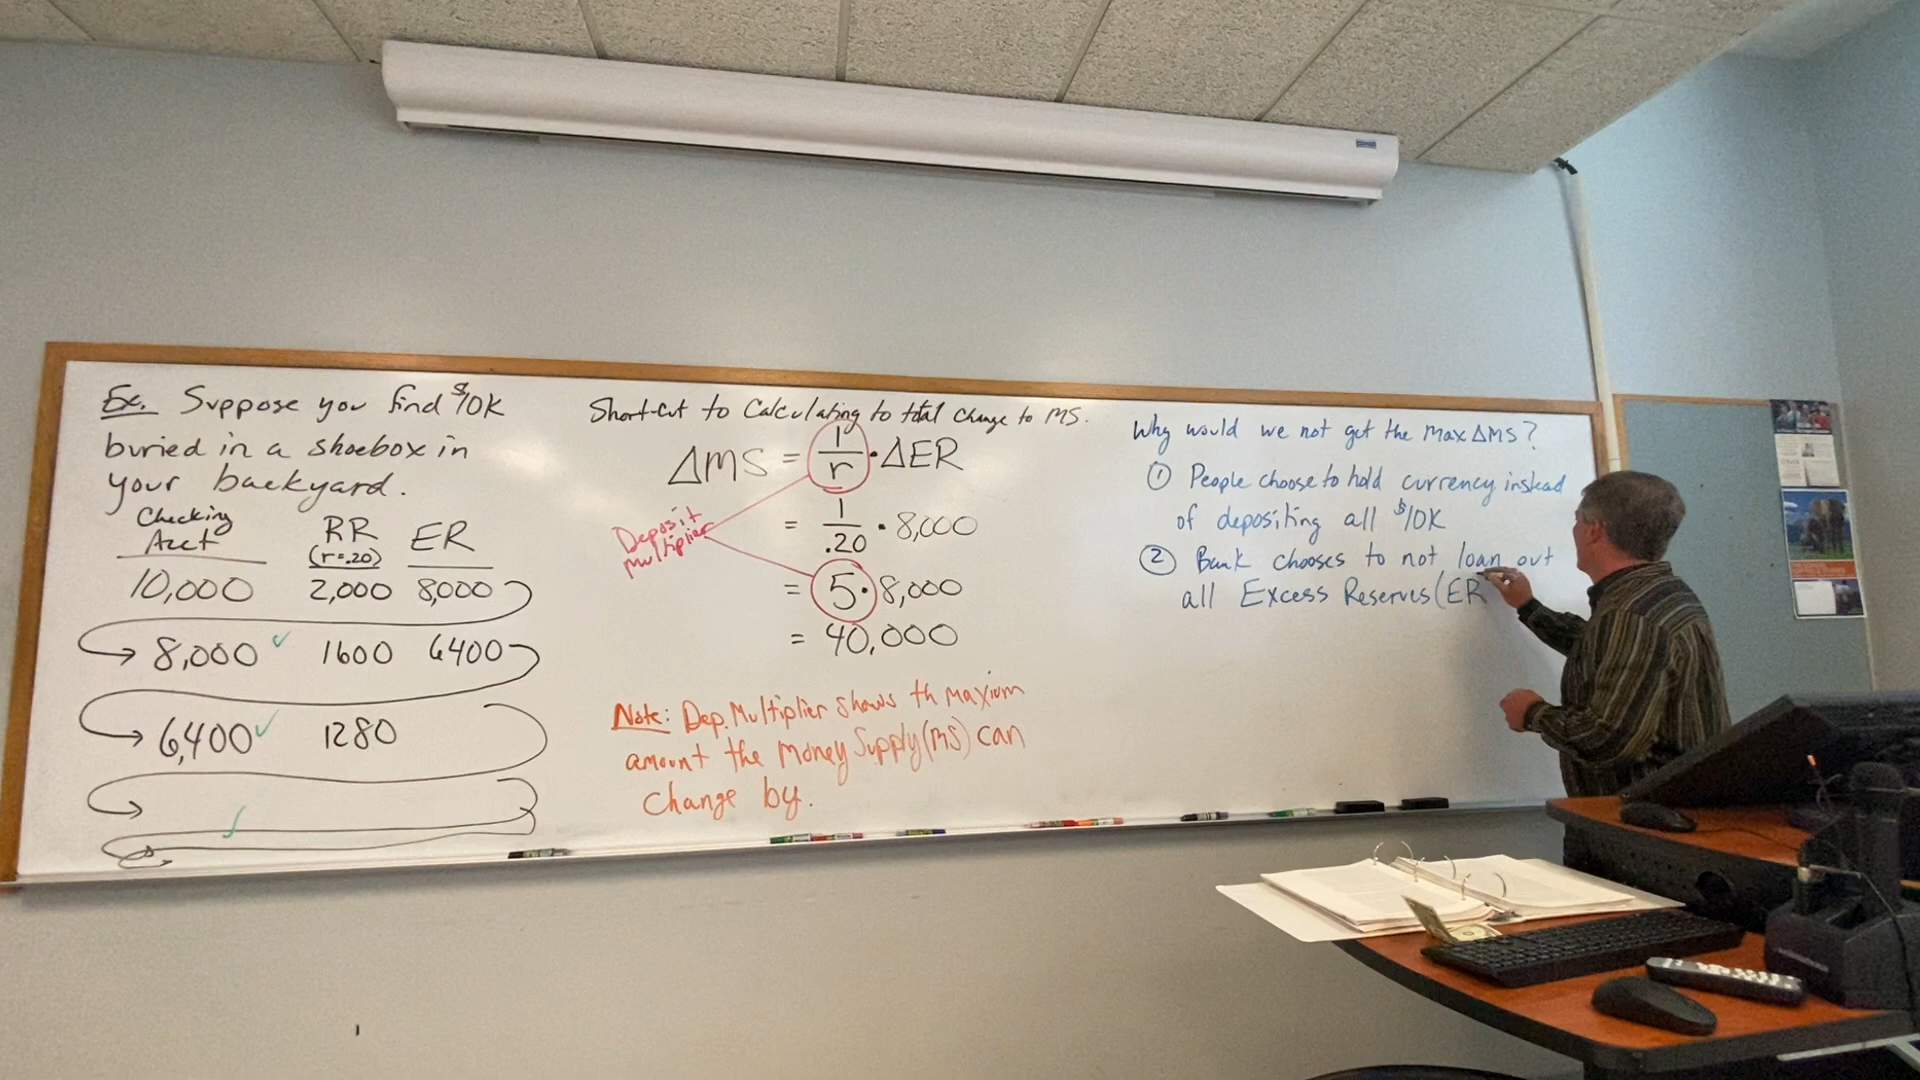 Ex. Suppose you find $10K
buried in a shoebox in
your backyard.
Checking
Acct
RR
(r=.20)
ER
10,000 2,000 8,000
8,000 ✓ 1600 6400
6,400 ✓ 1280
✓
Short-cut to Calculating to total change to MS.
ΔMS = 1/r · ΔER
= 1/.20 · 8,000
= 5 · 8,000
= 40,000
Deposit
multiplier
Note: Dep. Multiplier shows th maxium
amount the Money Supply (MS) can
change by.
Why would we not get the Max ΔMS?
① People choose to hold currency instead
of depositing all $10K
② Bank chooses to not loan out
all Excess Reserves (ER